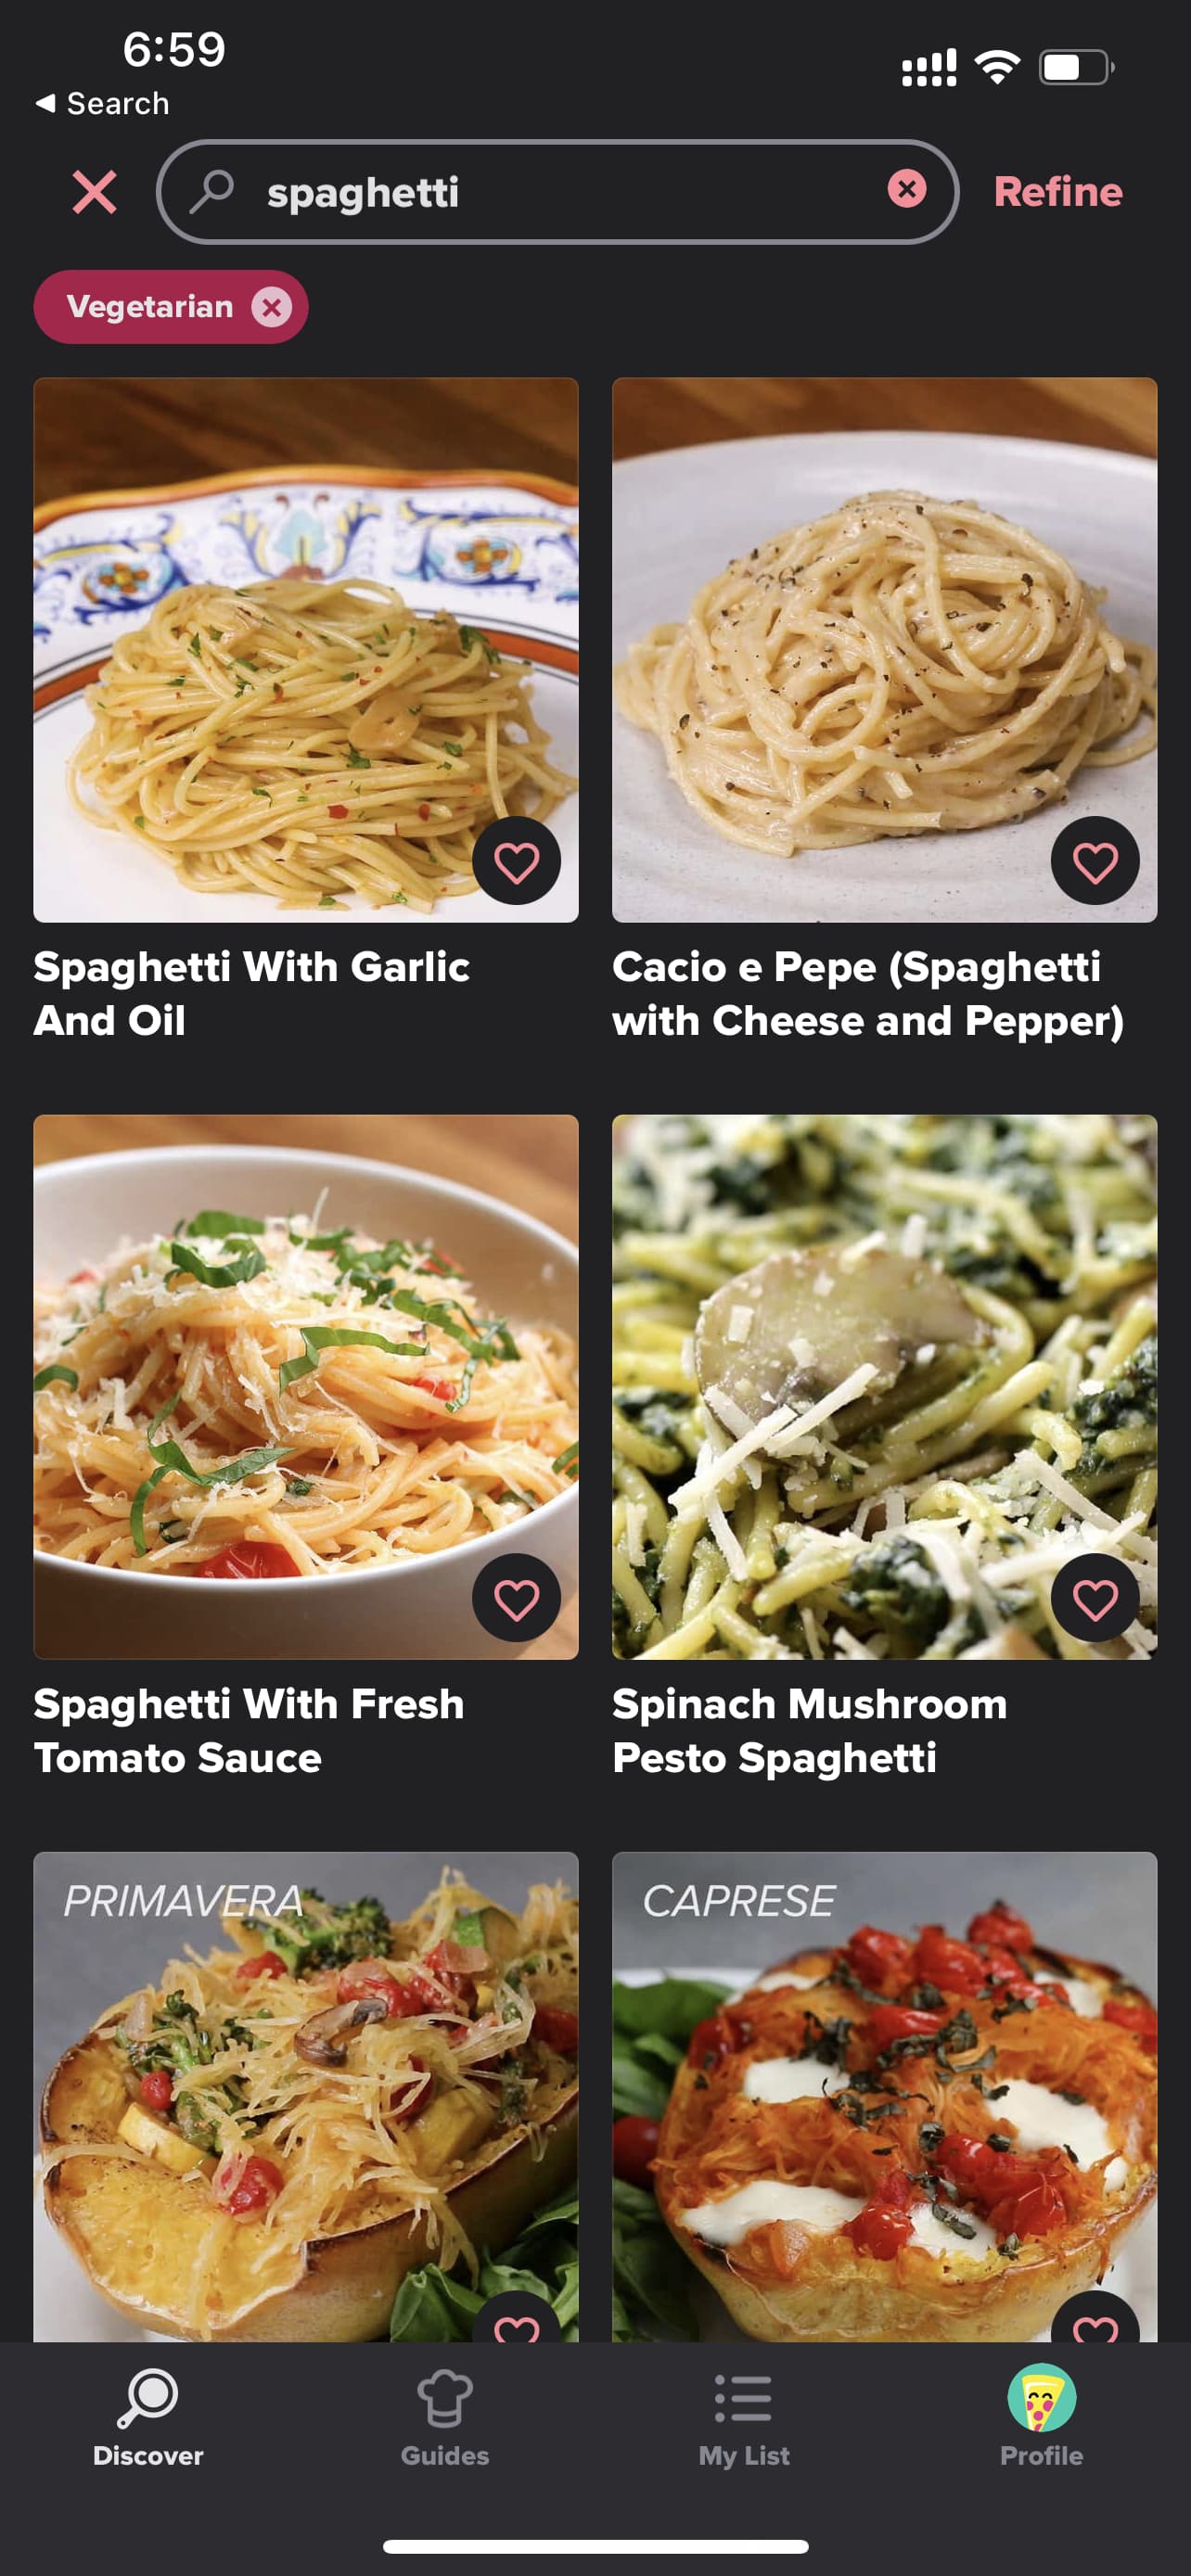 6:59
Search
spaghetti
Refine
Vegetarian
Spaghetti With Garlic
And Oil
Cacio e Pepe (Spaghetti
with Cheese and Pepper)
Spaghetti With Fresh
Tomato Sauce
Spinach Mushroom
Pesto Spaghetti
PRIMAVERA
CAPRESE
Discover
Guides
My List
Profile